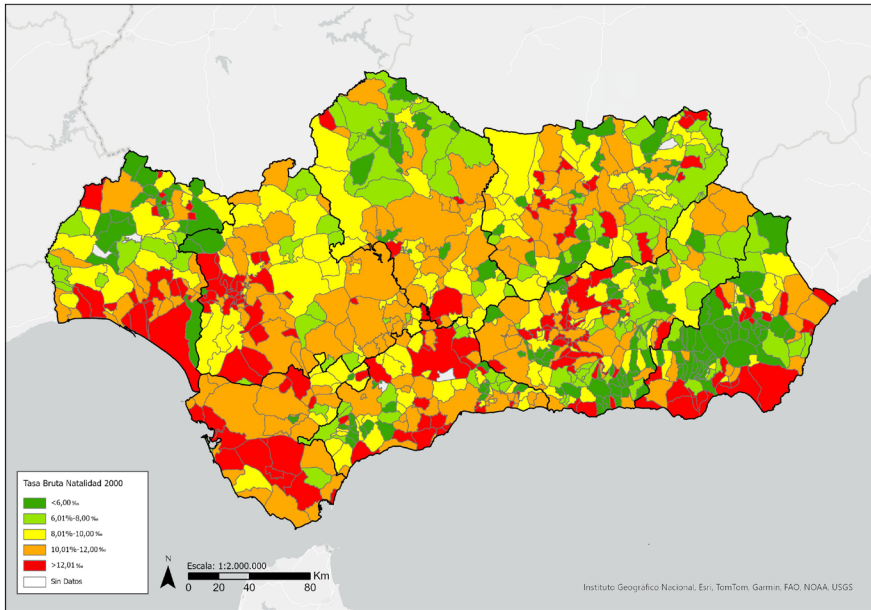 Tasa Bruta Natalidad 2000
<6,00‰
6,01%-8,00‰
8,01%-10,00‰
10,01%-12,00‰
>12,01‰
Sin Datos
N
Escala: 1:2.000.000
Km
0 20 40 80
Instituto Geográfico Nacional, Esri, TomTom, Garmin, FAO, NOAA, USGS